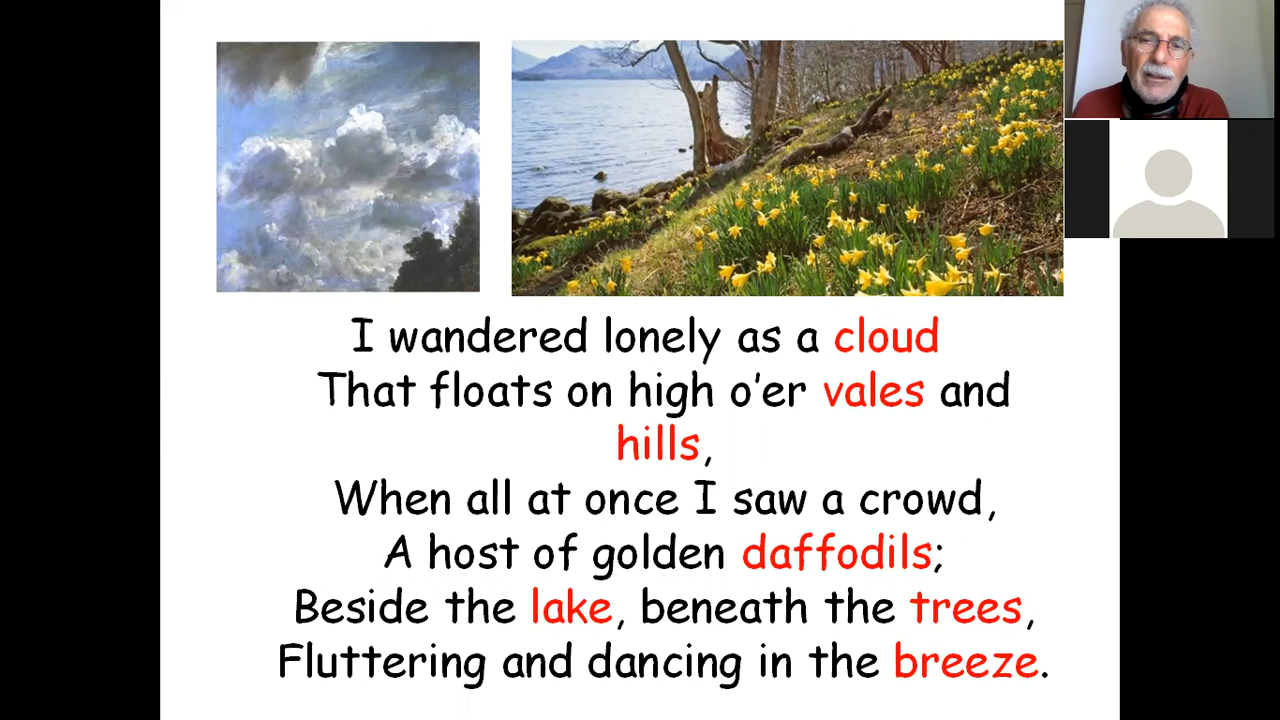 I wandered lonely as a cloud
That floats on high o’er vales and
hills,
When all at once I saw a crowd,
A host of golden daffodils;
Beside the lake, beneath the trees,
Fluttering and dancing in the breeze.